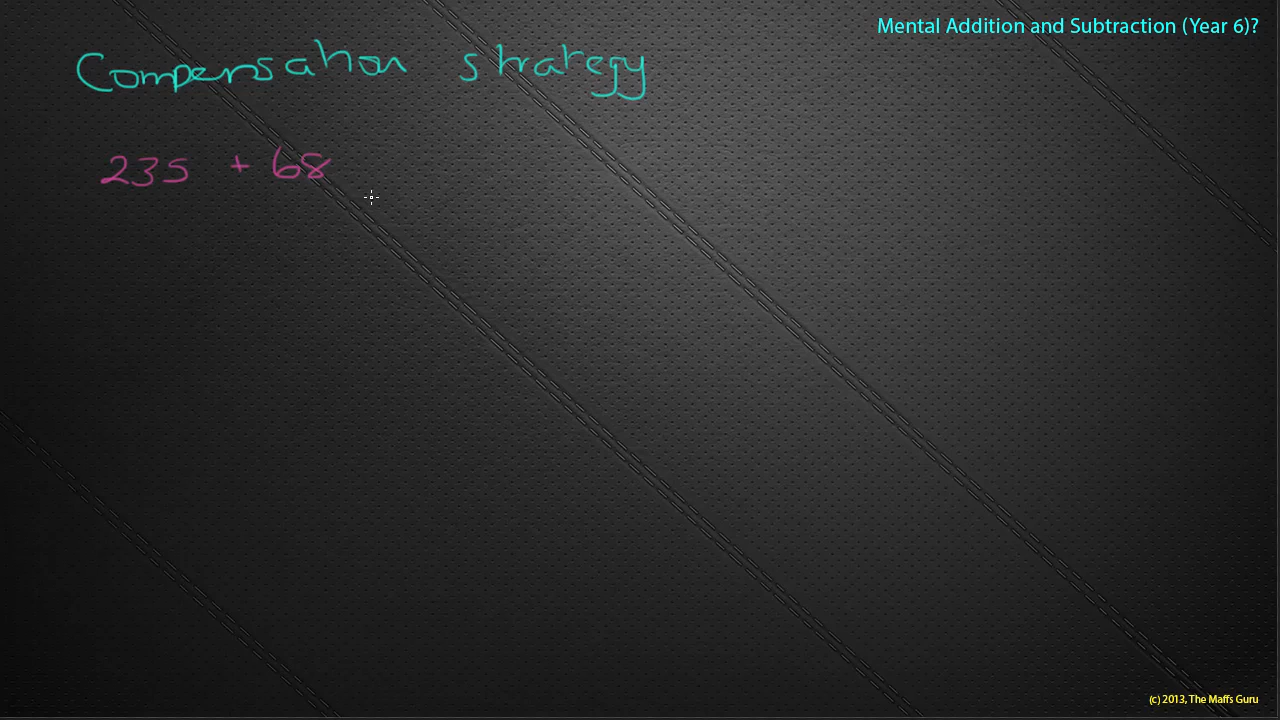 Mental Addition and Subtraction (Year 6)?
Compensation strategy
235 + 68
(c) 2013, The Maffs Guru